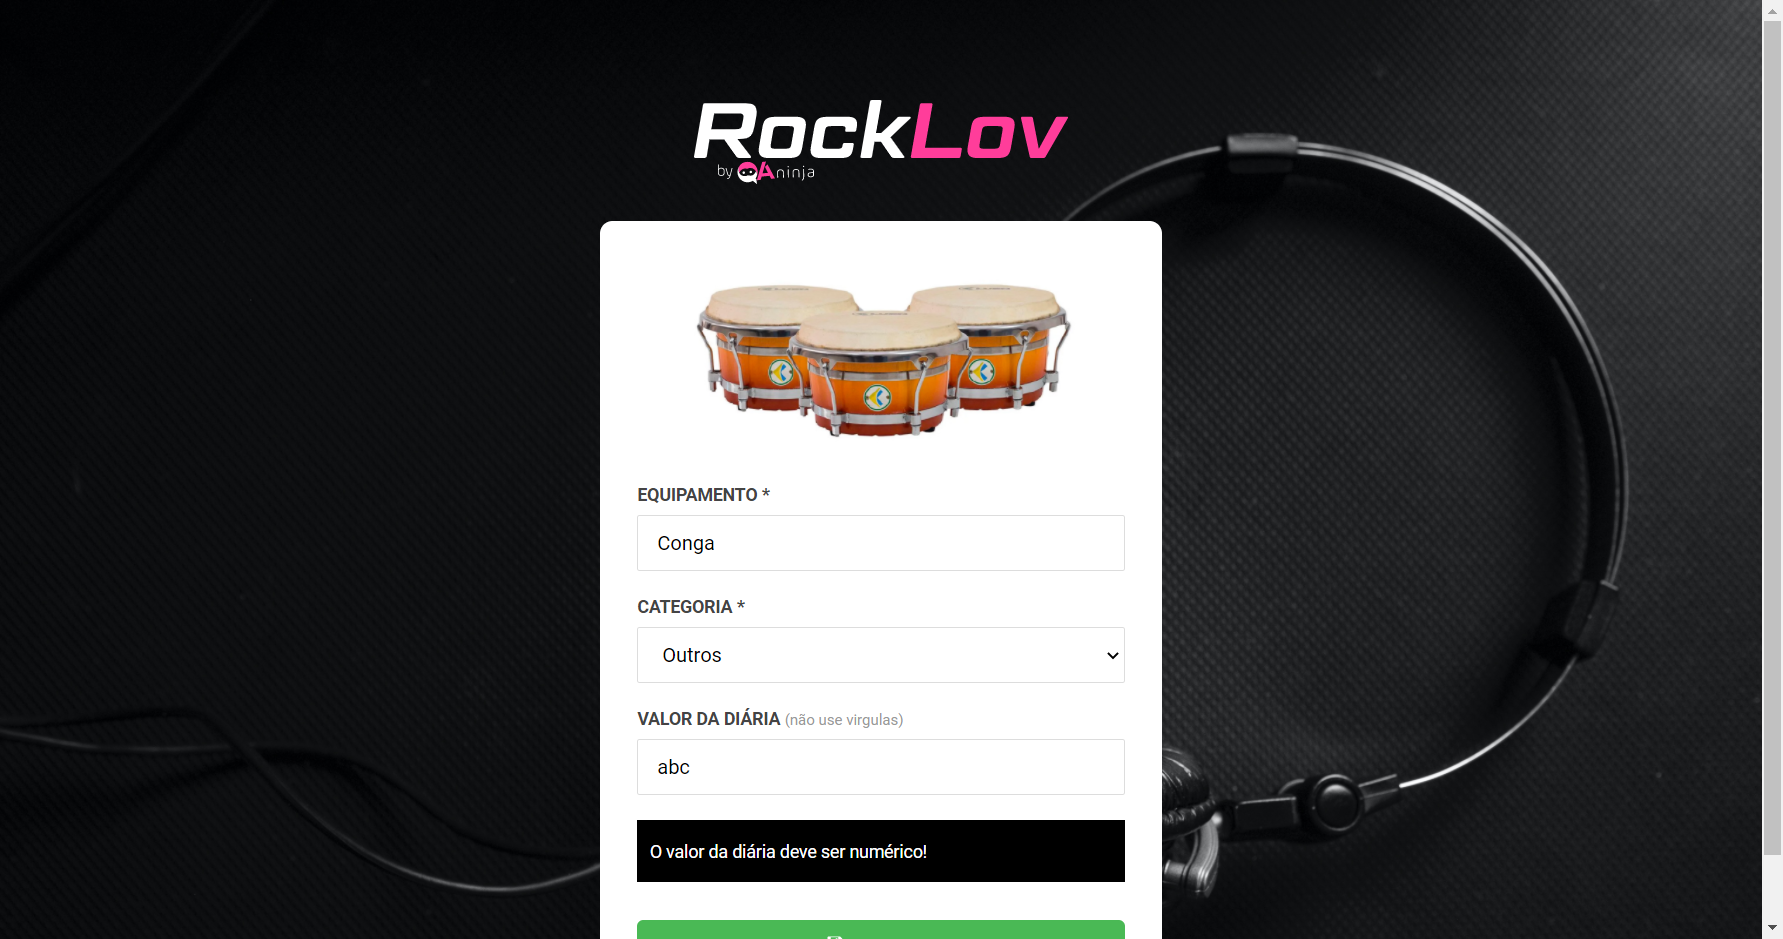 RockLov
by QAninja
EQUIPAMENTO *
Conga
CATEGORIA *
Outros
VALOR DA DIÁRIA (não use virgulas)
abc
O valor da diária deve ser numérico!